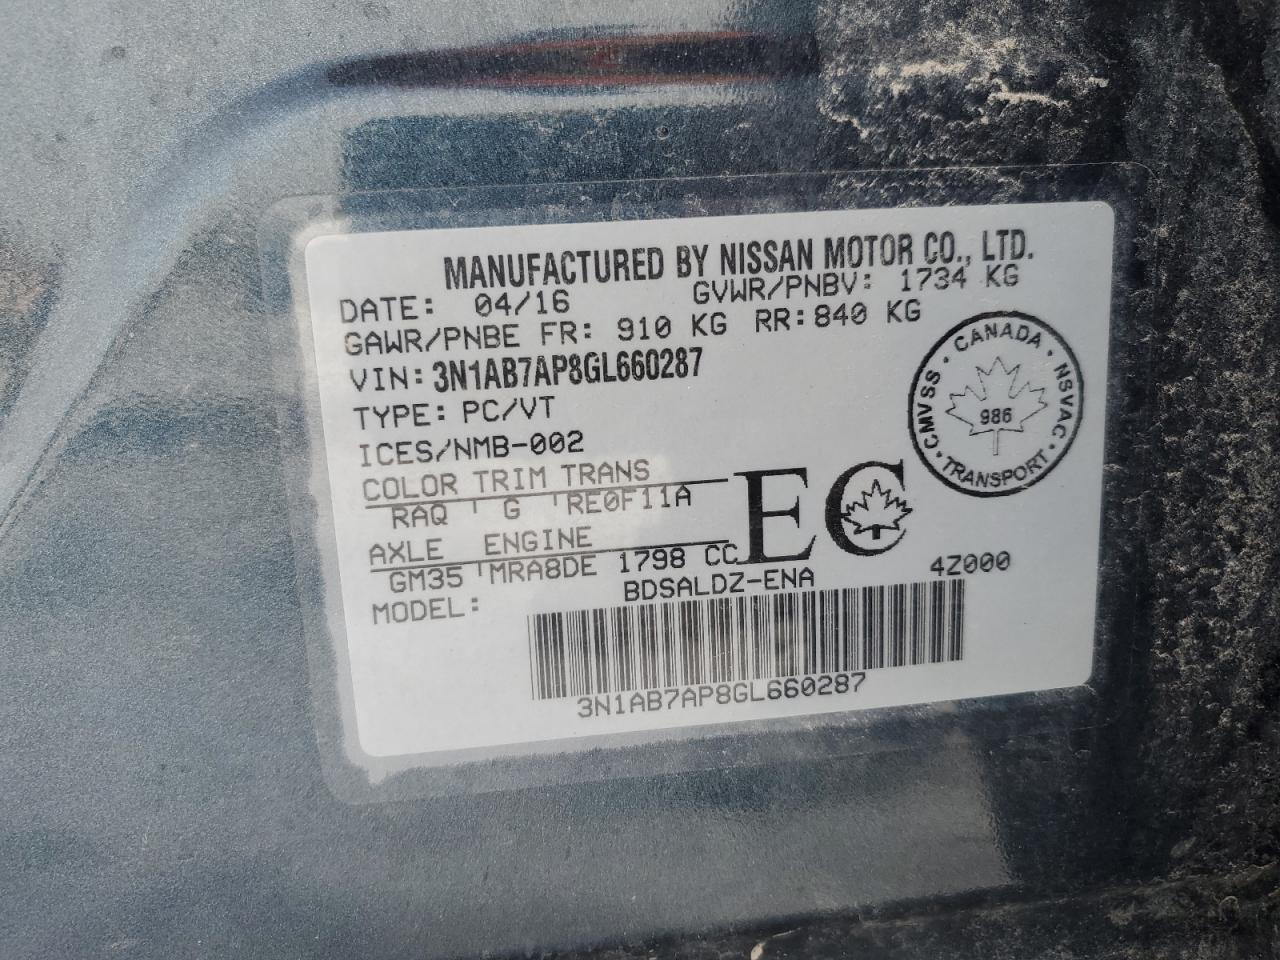 MANUFACTURED BY NISSAN MOTOR CO., LTD.
DATE: 04/16 GVWR/PNBV: 1734 KG
GAWR/PNBE FR: 910 KG RR: 840 KG
VIN: 3N1AB7AP8GL660287
TYPE: PC/VT
ICES/NMB-002
COLOR TRIM TRANS
RAQ G RE0F11A
AXLE ENGINE
GM35 MRA8DE 1798 CC
MODEL: BDSALDZ-ENA 4Z000
3N1AB7AP8GL660287
EC
CANADA · NSVAC · TRANSPORT · CMVSS ·
986